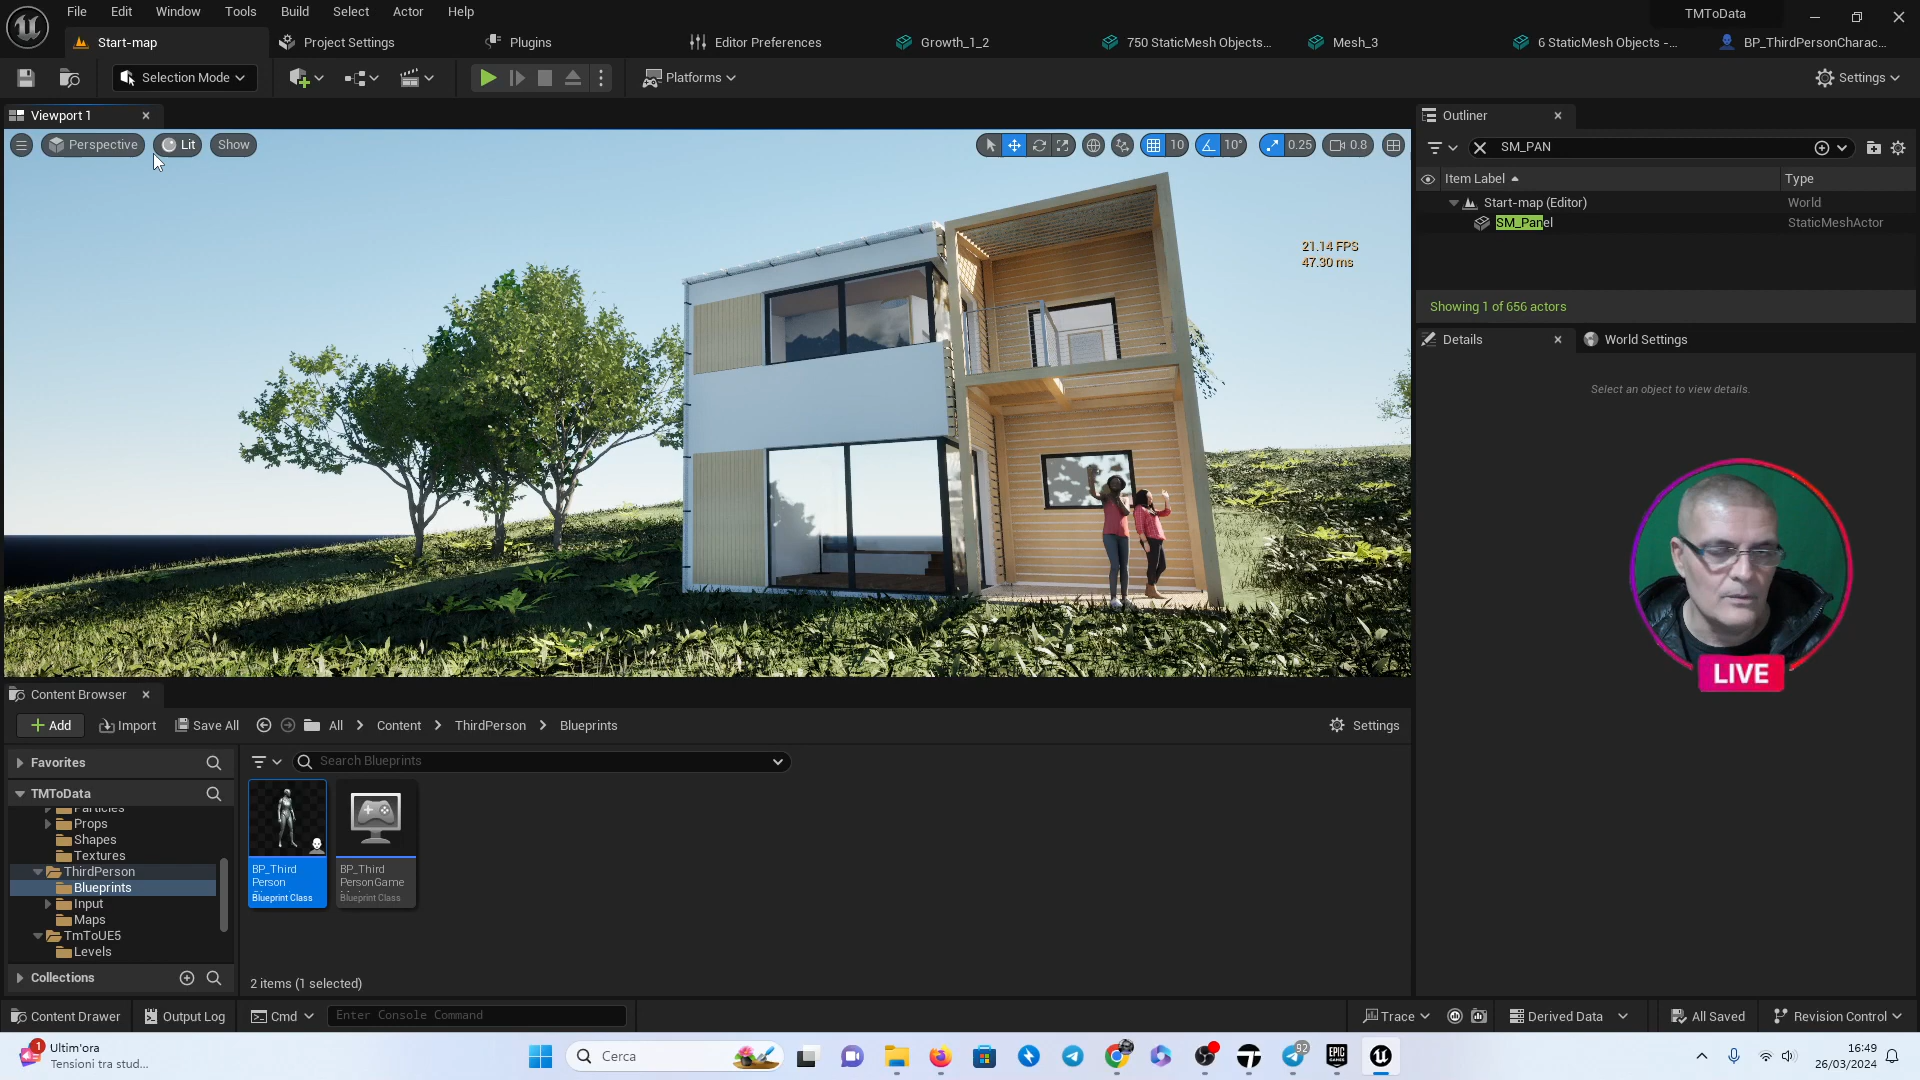 File Edit Window Tools Build Select Actor Help
TMToData
Start-map
Project Settings
Plugins
Editor Preferences
Growth_1_2
750 StaticMesh Objects...
Mesh_3
6 StaticMesh Objects -...
BP_ThirdPersonCharac...
Selection Mode
Platforms
Settings
Viewport 1
Perspective
Lit
Show
10
10°
0.25
0.8
21.14 FPS
47.30 ms
Outliner
SM_PAN
Item Label
Type
Start-map (Editor)
World
SM_Panel
StaticMeshActor
Showing 1 of 656 actors
Details
World Settings
Select an object to view details.
LIVE
Content Browser
Add
Import
Save All
All
Content
ThirdPerson
Blueprints
Settings
Favorites
TMToData
Particles
Props
Shapes
Textures
ThirdPerson
Blueprints
Input
Maps
TmToUE5
Levels
Collections
Search Blueprints
BP_Third
Person
Blueprint Class
BP_Third
PersonGame
Blueprint Class
2 items (1 selected)
Content Drawer
Output Log
Cmd
Enter Console Command
Trace
Derived Data
All Saved
Revision Control
1
Ultim'ora
Tensioni tra stud...
Cerca
92
EPIC
GAMES
16:49
26/03/2024